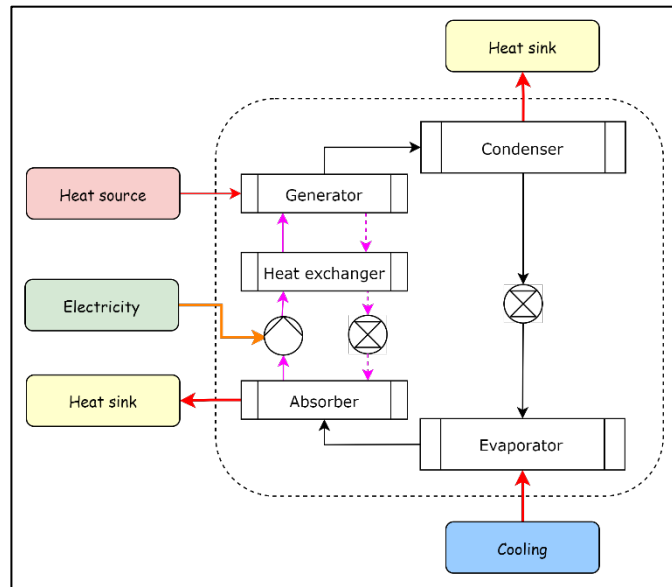 Heat sink
Condenser
Heat source
Generator
Heat exchanger
Electricity
Heat sink
Absorber
Evaporator
Cooling